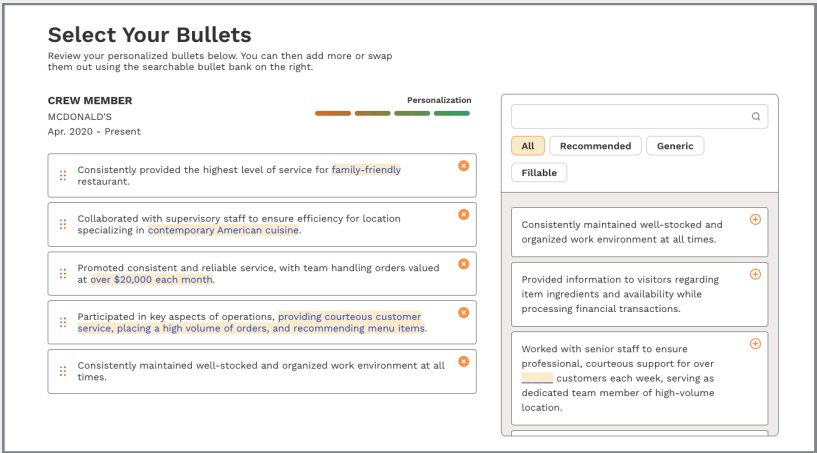 Select Your Bullets
Review your personalized bullets below. You can then add more or swap
them out using the searchable bullet bank on the right.
CREW MEMBER
MCDONALD'S
Apr. 2020 - Present
Personalization
Consistently provided the highest level of service for family-friendly
restaurant.
Collaborated with supervisory staff to ensure efficiency for location
specializing in contemporary American cuisine.
Promoted consistent and reliable service, with team handling orders valued
at over $20,000 each month.
Participated in key aspects of operations, providing courteous customer
service, placing a high volume of orders, and recommending menu items.
Consistently maintained well-stocked and organized work environment at all
times.
All
Recommended
Generic
Fillable
Consistently maintained well-stocked and
organized work environment at all times.
Provided information to visitors regarding
item ingredients and availability while
processing financial transactions.
Worked with senior staff to ensure
professional, courteous support for over
_____ customers each week, serving as
dedicated team member of high-volume
location.